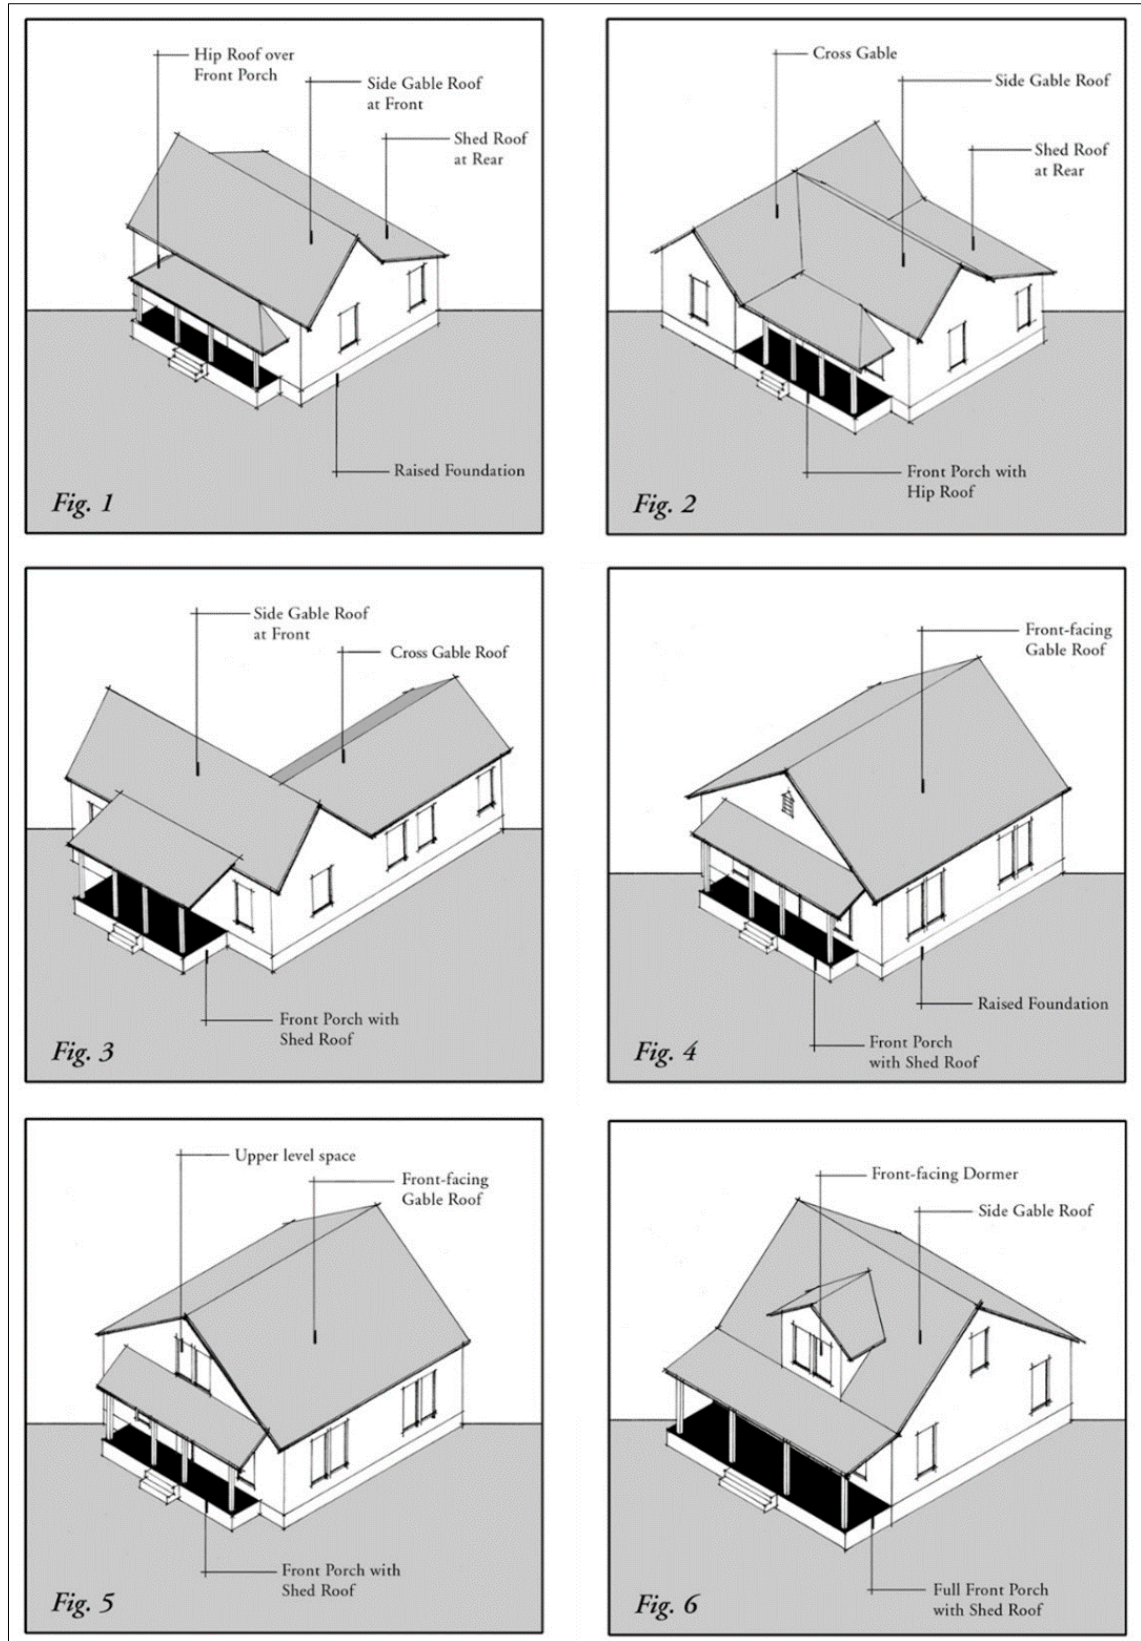 Hip Roof over
Front Porch
Side Gable Roof
at Front
Shed Roof
at Rear
Raised Foundation
Fig. 1
Cross Gable
Side Gable Roof
Shed Roof
at Rear
Front Porch with
Hip Roof
Fig. 2
Side Gable Roof
at Front
Cross Gable Roof
Front Porch with
Shed Roof
Fig. 3
Front-facing
Gable Roof
Raised Foundation
Front Porch
with Shed Roof
Fig. 4
Upper level space
Front-facing
Gable Roof
Front Porch with
Shed Roof
Fig. 5
Front-facing Dormer
Side Gable Roof
Full Front Porch
with Shed Roof
Fig. 6